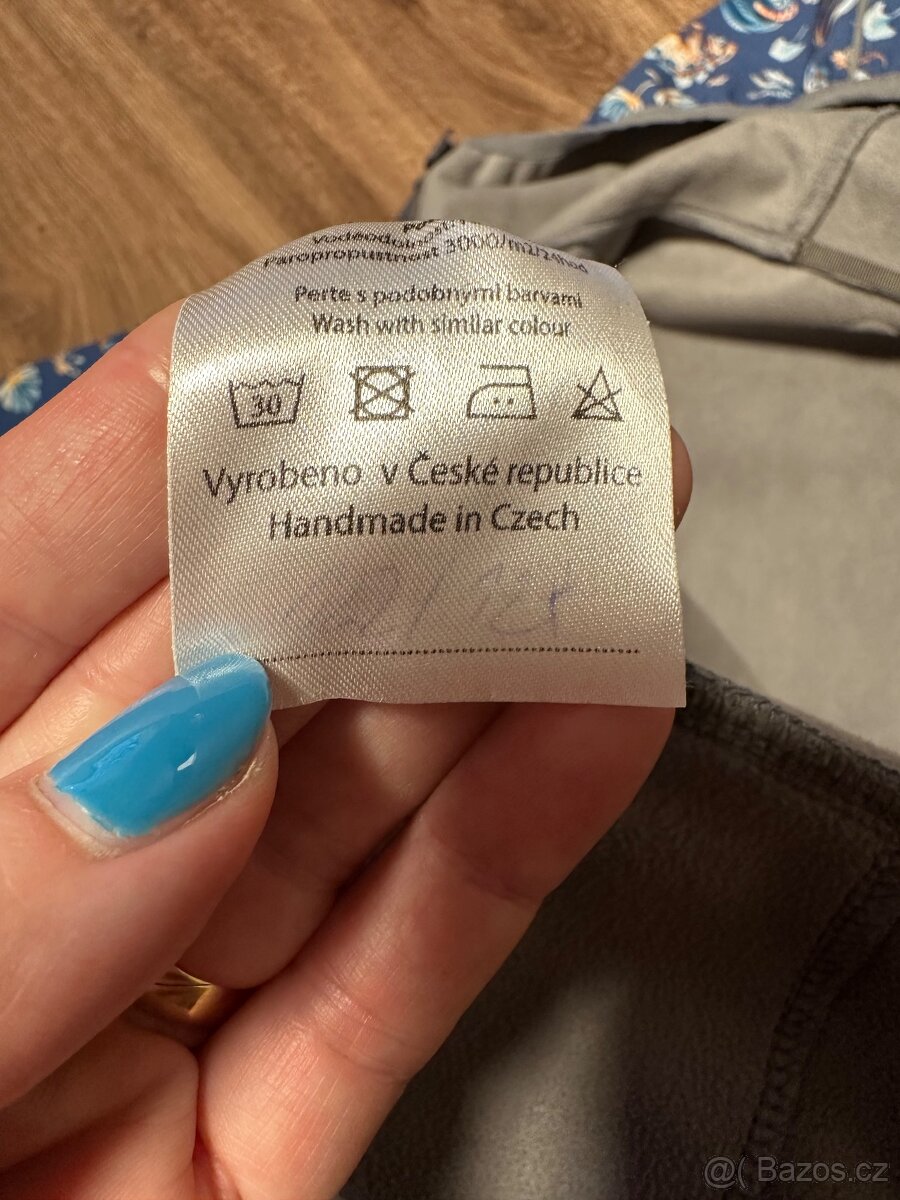 Paropropustnost 3000/m2/24hod
Perte s podobnými barvami
Wash with similar colour
30
Vyrobeno v České republice
Handmade in Czech
@( Bazos.cz